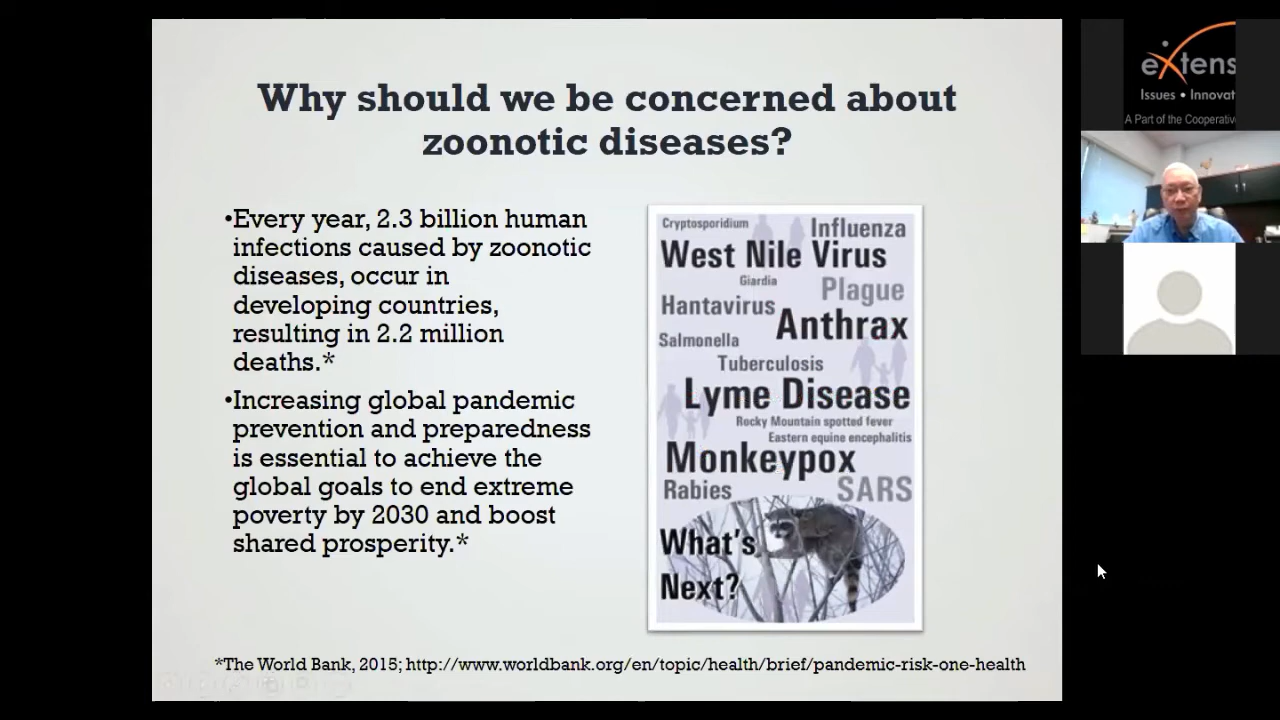 Why should we be concerned about
zoonotic diseases?
•Every year, 2.3 billion human
infections caused by zoonotic
diseases, occur in
developing countries,
resulting in 2.2 million
deaths.*
•Increasing global pandemic
prevention and preparedness
is essential to achieve the
global goals to end extreme
poverty by 2030 and boost
shared prosperity.*
Cryptosporidium
Influenza
West Nile Virus
Giardia
Plague
Hantavirus
Anthrax
Salmonella
Tuberculosis
Lyme Disease
Rocky Mountain spotted fever
Eastern equine encephalitis
Monkeypox
Rabies
SARS
What's
Next?
*The World Bank, 2015; http://www.worldbank.org/en/topic/health/brief/pandemic-risk-one-health
eXtens
Issues • Innovat
A Part of the Cooperative